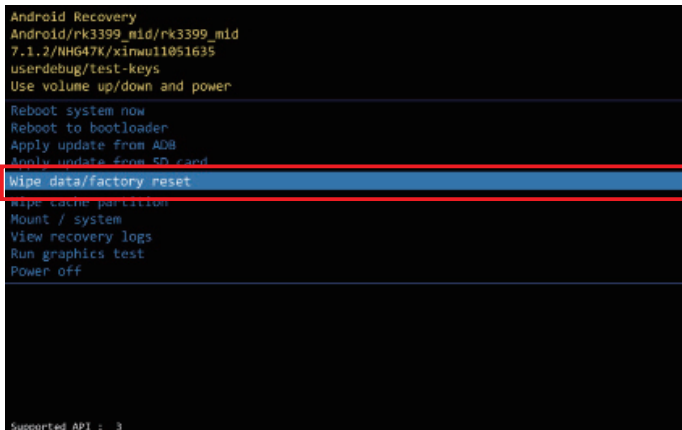 Android Recovery
Android/rk3399_mid/rk3399_mid
7.1.2/NHG47K/xinwu11051635
userdebug/test-keys
Use volume up/down and power
Reboot system now
Reboot to bootloader
Apply update from ADB
Apply update from SD card
Wipe data/factory reset
Wipe cache partition
Mount / system
View recovery logs
Run graphics test
Power off
Supported API : 3